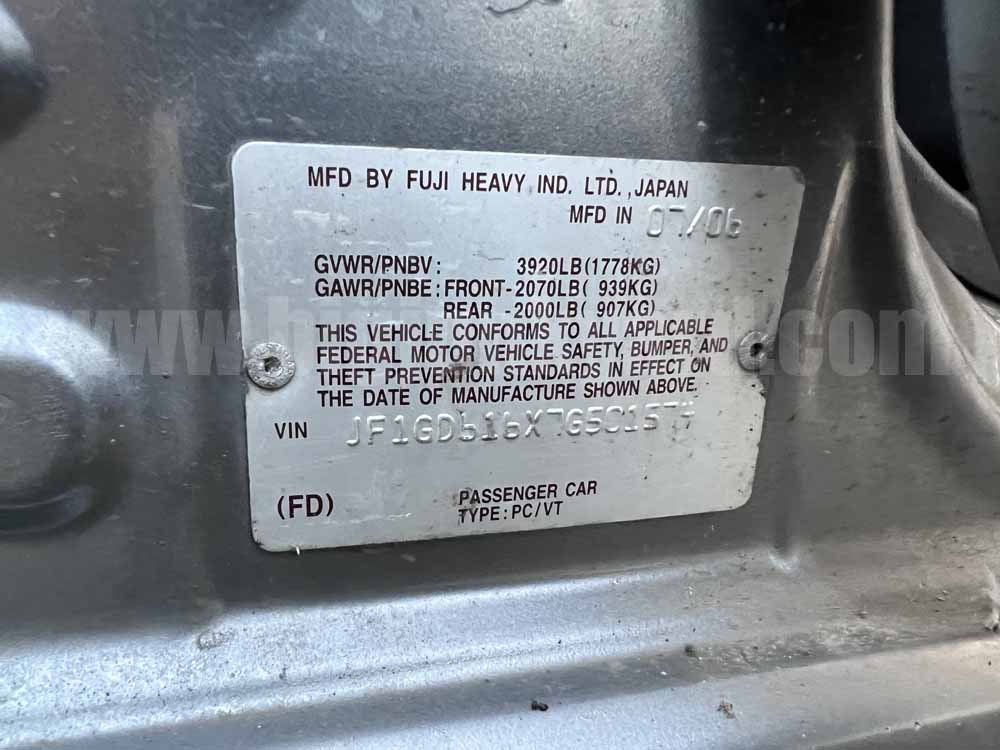 MFD BY FUJI HEAVY IND. LTD.,JAPAN
MFD IN 07/06
GVWR/PNBV: 3920LB(1778KG)
GAWR/PNBE: FRONT-2070LB( 939KG)
REAR -2000LB( 907KG)
THIS VEHICLE CONFORMS TO ALL APPLICABLE
FEDERAL MOTOR VEHICLE SAFETY, BUMPER, AND
THEFT PREVENTION STANDARDS IN EFFECT ON
THE DATE OF MANUFACTURE SHOWN ABOVE.
VIN
(FD) PASSENGER CAR
TYPE:PC/VT